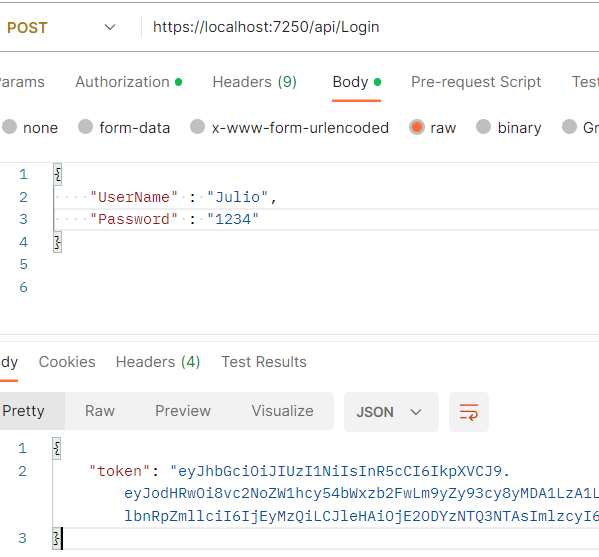 POST https://localhost:7250/api/Login
arams Authorization Headers (9) Body Pre-request Script Test
none form-data x-www-form-urlencoded raw binary Gr
1 {
2 "UserName" : "Julio",
3 "Password" : "1234"
4 }
5
6
dy Cookies Headers (4) Test Results
Pretty Raw Preview Visualize JSON
1 {
2 "token": "eyJhbGciOiJIUzI1NiIsInR5cCI6IkpXVCJ9.
eyJodHRwOi8vc2NoZW1hcy54bWxzb2FwLm9yZy93cy8yMDA1LzA1L
lbnRpZmllciI6IjEyMzQiLCJleHAiOjE2ODYzNTQ3NTAsImlzcyI6
3 }